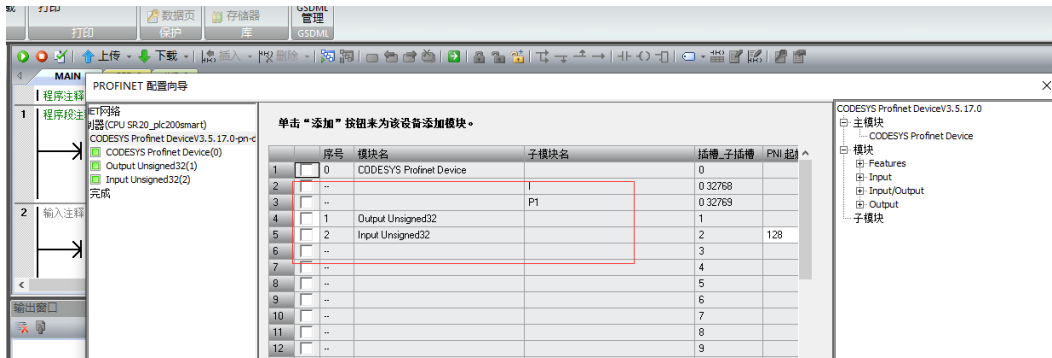 打印
数据页
存储器
GSDML
管理
打印
保护
库
GSDML
上传
下载
插入
删除
MAIN
程序注释
1
程序段注
2
输入注释
输出窗口
PROFINET 配置向导
ET网络
制器(CPU SR20_plc200smart)
CODESYS Profinet DeviceV3.5.17.0-pn-c
CODESYS Profinet Device(0)
Output Unsigned32(1)
Input Unsigned32(2)
完成
单击“添加”按钮来为该设备添加模块。
序号 模块名 子模块名 插槽_子插槽 PNI 起始
1 0 CODESYS Profinet Device 0
2 -- I 0 32768
3 -- P1 0 32769
4 1 Output Unsigned32 1
5 2 Input Unsigned32 2 128
6 -- 3
7 -- 4
8 -- 5
9 -- 6
10 -- 7
11 -- 8
12 -- 9
CODESYS Profinet DeviceV3.5.17.0
主模块
CODESYS Profinet Device
模块
Features
Input
Input/Output
Output
子模块